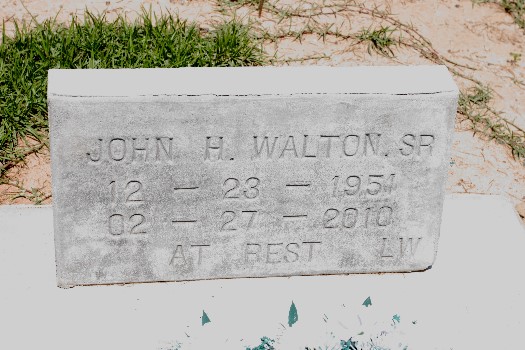 JOHN H. WALTON. SR
12 – 23 – 1951
02 – 27 – 2010
AT REST LW